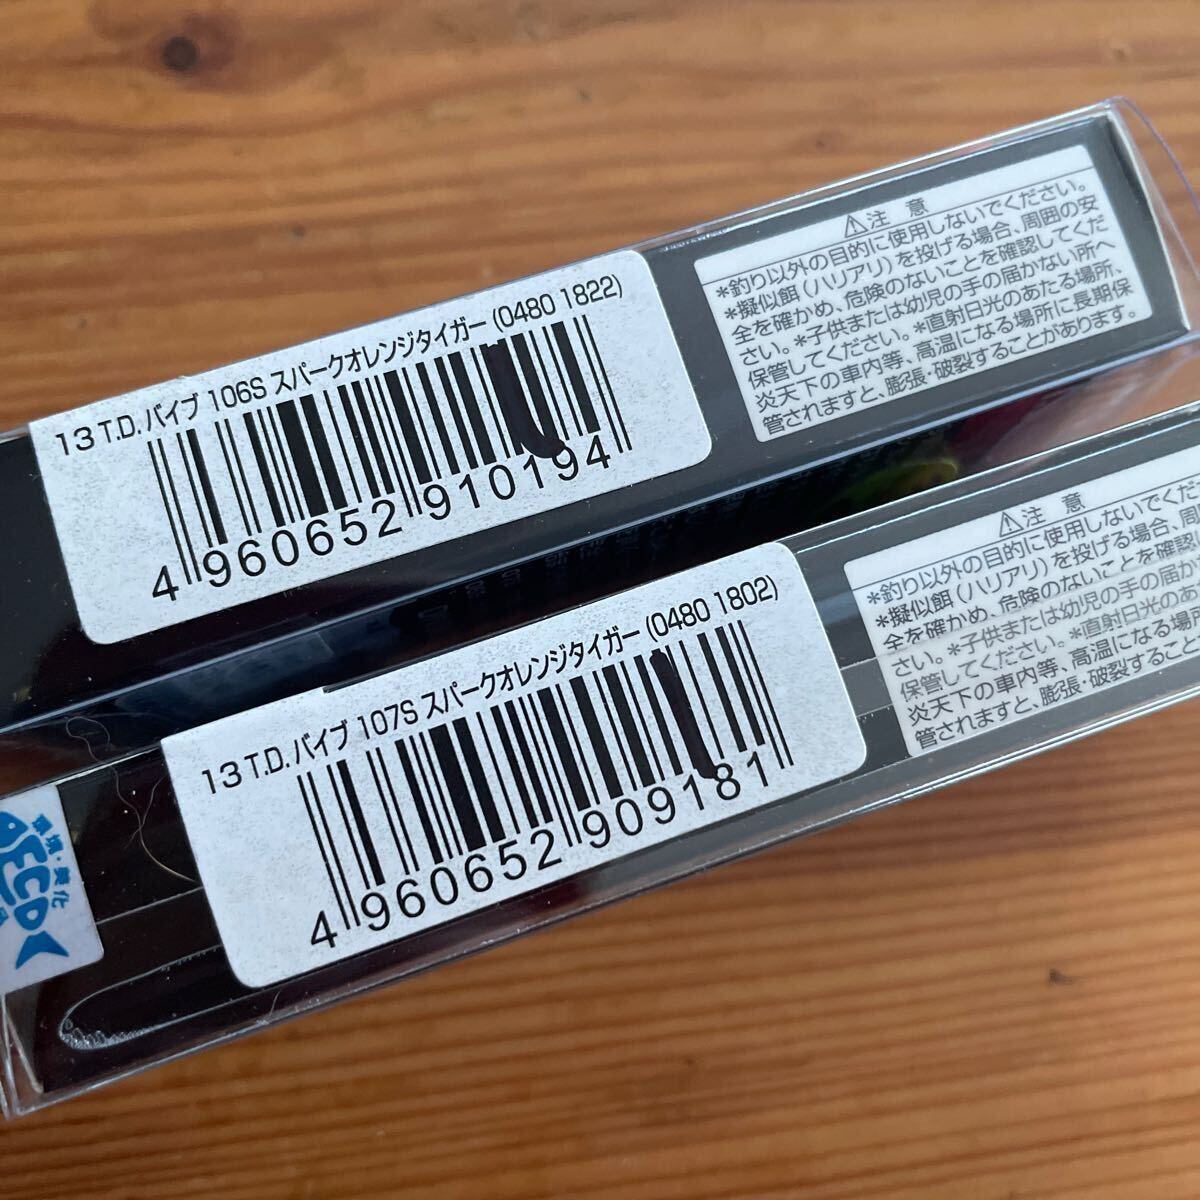 13 T.D. バイブ 106S スパークオレンジタイガー (0480 1822)
4 960652 910194
⚠注 意
*釣り以外の目的に使用しないでください。
*擬似餌(ハリアリ)を投げる場合、周囲の安
全を確かめ、危険のないことを確認してくだ
さい。*子供または幼児の手の届かない所へ
保管してください。*直射日光のあたる場所、
炎天下の車内等、高温になる場所に長期保
管されますと、膨張・破裂することがあります。
13 T.D. バイブ 107S スパークオレンジタイガー (0480 1802)
4 960652 909181
⚠注 意
*釣り以外の目的に使用しないでくだ
*擬似餌(ハリアリ)を投げる場合、周
全を確かめ、危険のないことを確認
さい。*子供または幼児の手の届か
保管してください。*直射日光のあ
炎天下の車内等、高温になる場
管されますと、膨張・破裂すること
環境・美化
ECO